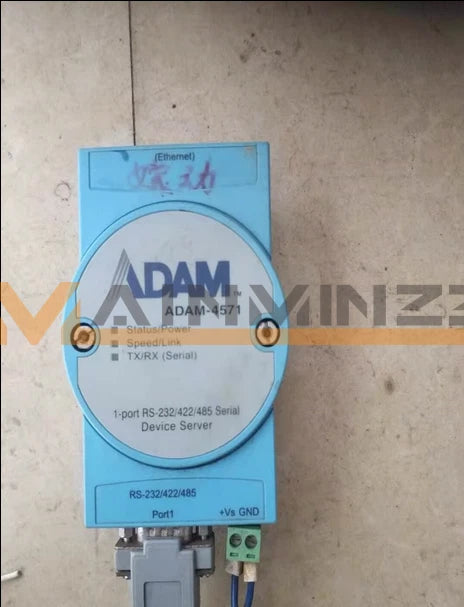 (Ethernet)
ADAM™
ADAM-4571
Status/Power
Speed/Link
TX/RX (Serial)
1-port RS-232/422/485 Serial
Device Server
RS-232/422/485
Port1
+Vs GND